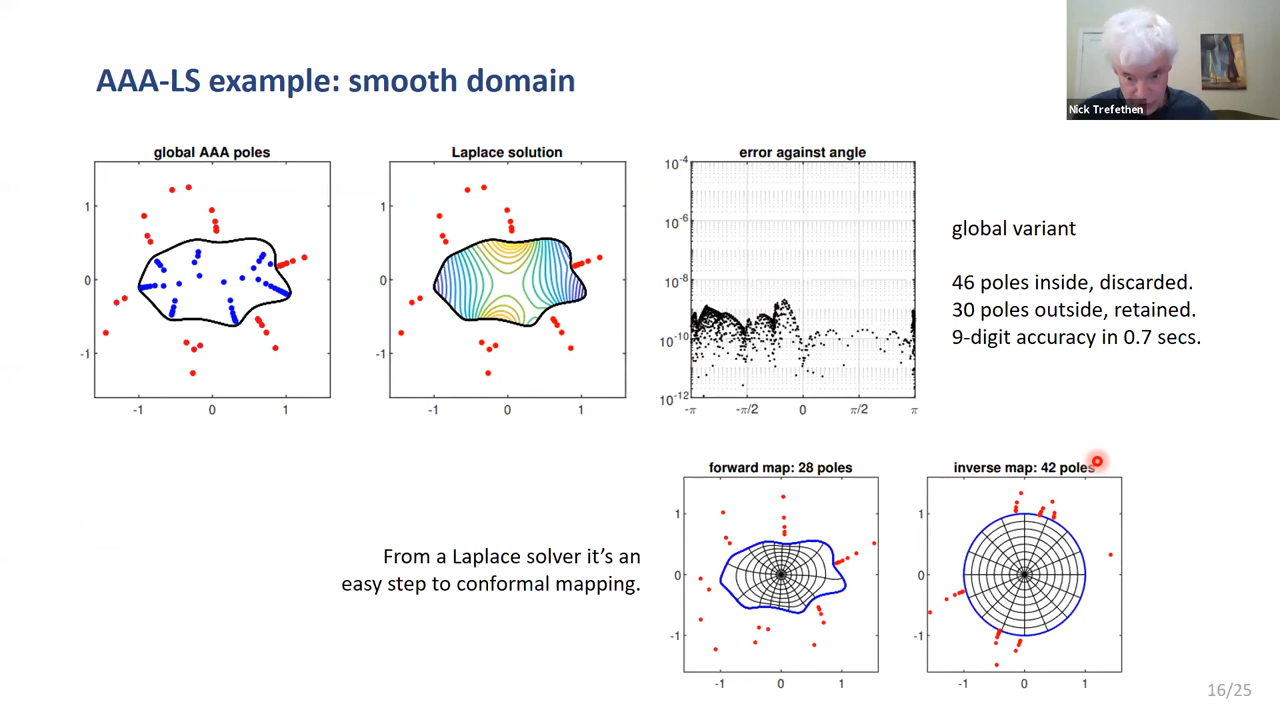 Nick Trefethen
AAA-LS example: smooth domain
global AAA poles
1
0
-1
-1
0
1
Laplace solution
1
0
-1
-1
0
1
error against angle
10⁻⁴
10⁻⁶
10⁻⁸
10⁻¹⁰
10⁻¹²
-π
-π/2
0
π/2
π
global variant
46 poles inside, discarded.
30 poles outside, retained.
9-digit accuracy in 0.7 secs.
From a Laplace solver it’s an
easy step to conformal mapping.
forward map: 28 poles
1
0
-1
-1
0
1
inverse map: 42 poles
1
0
-1
-1
0
1
16/25